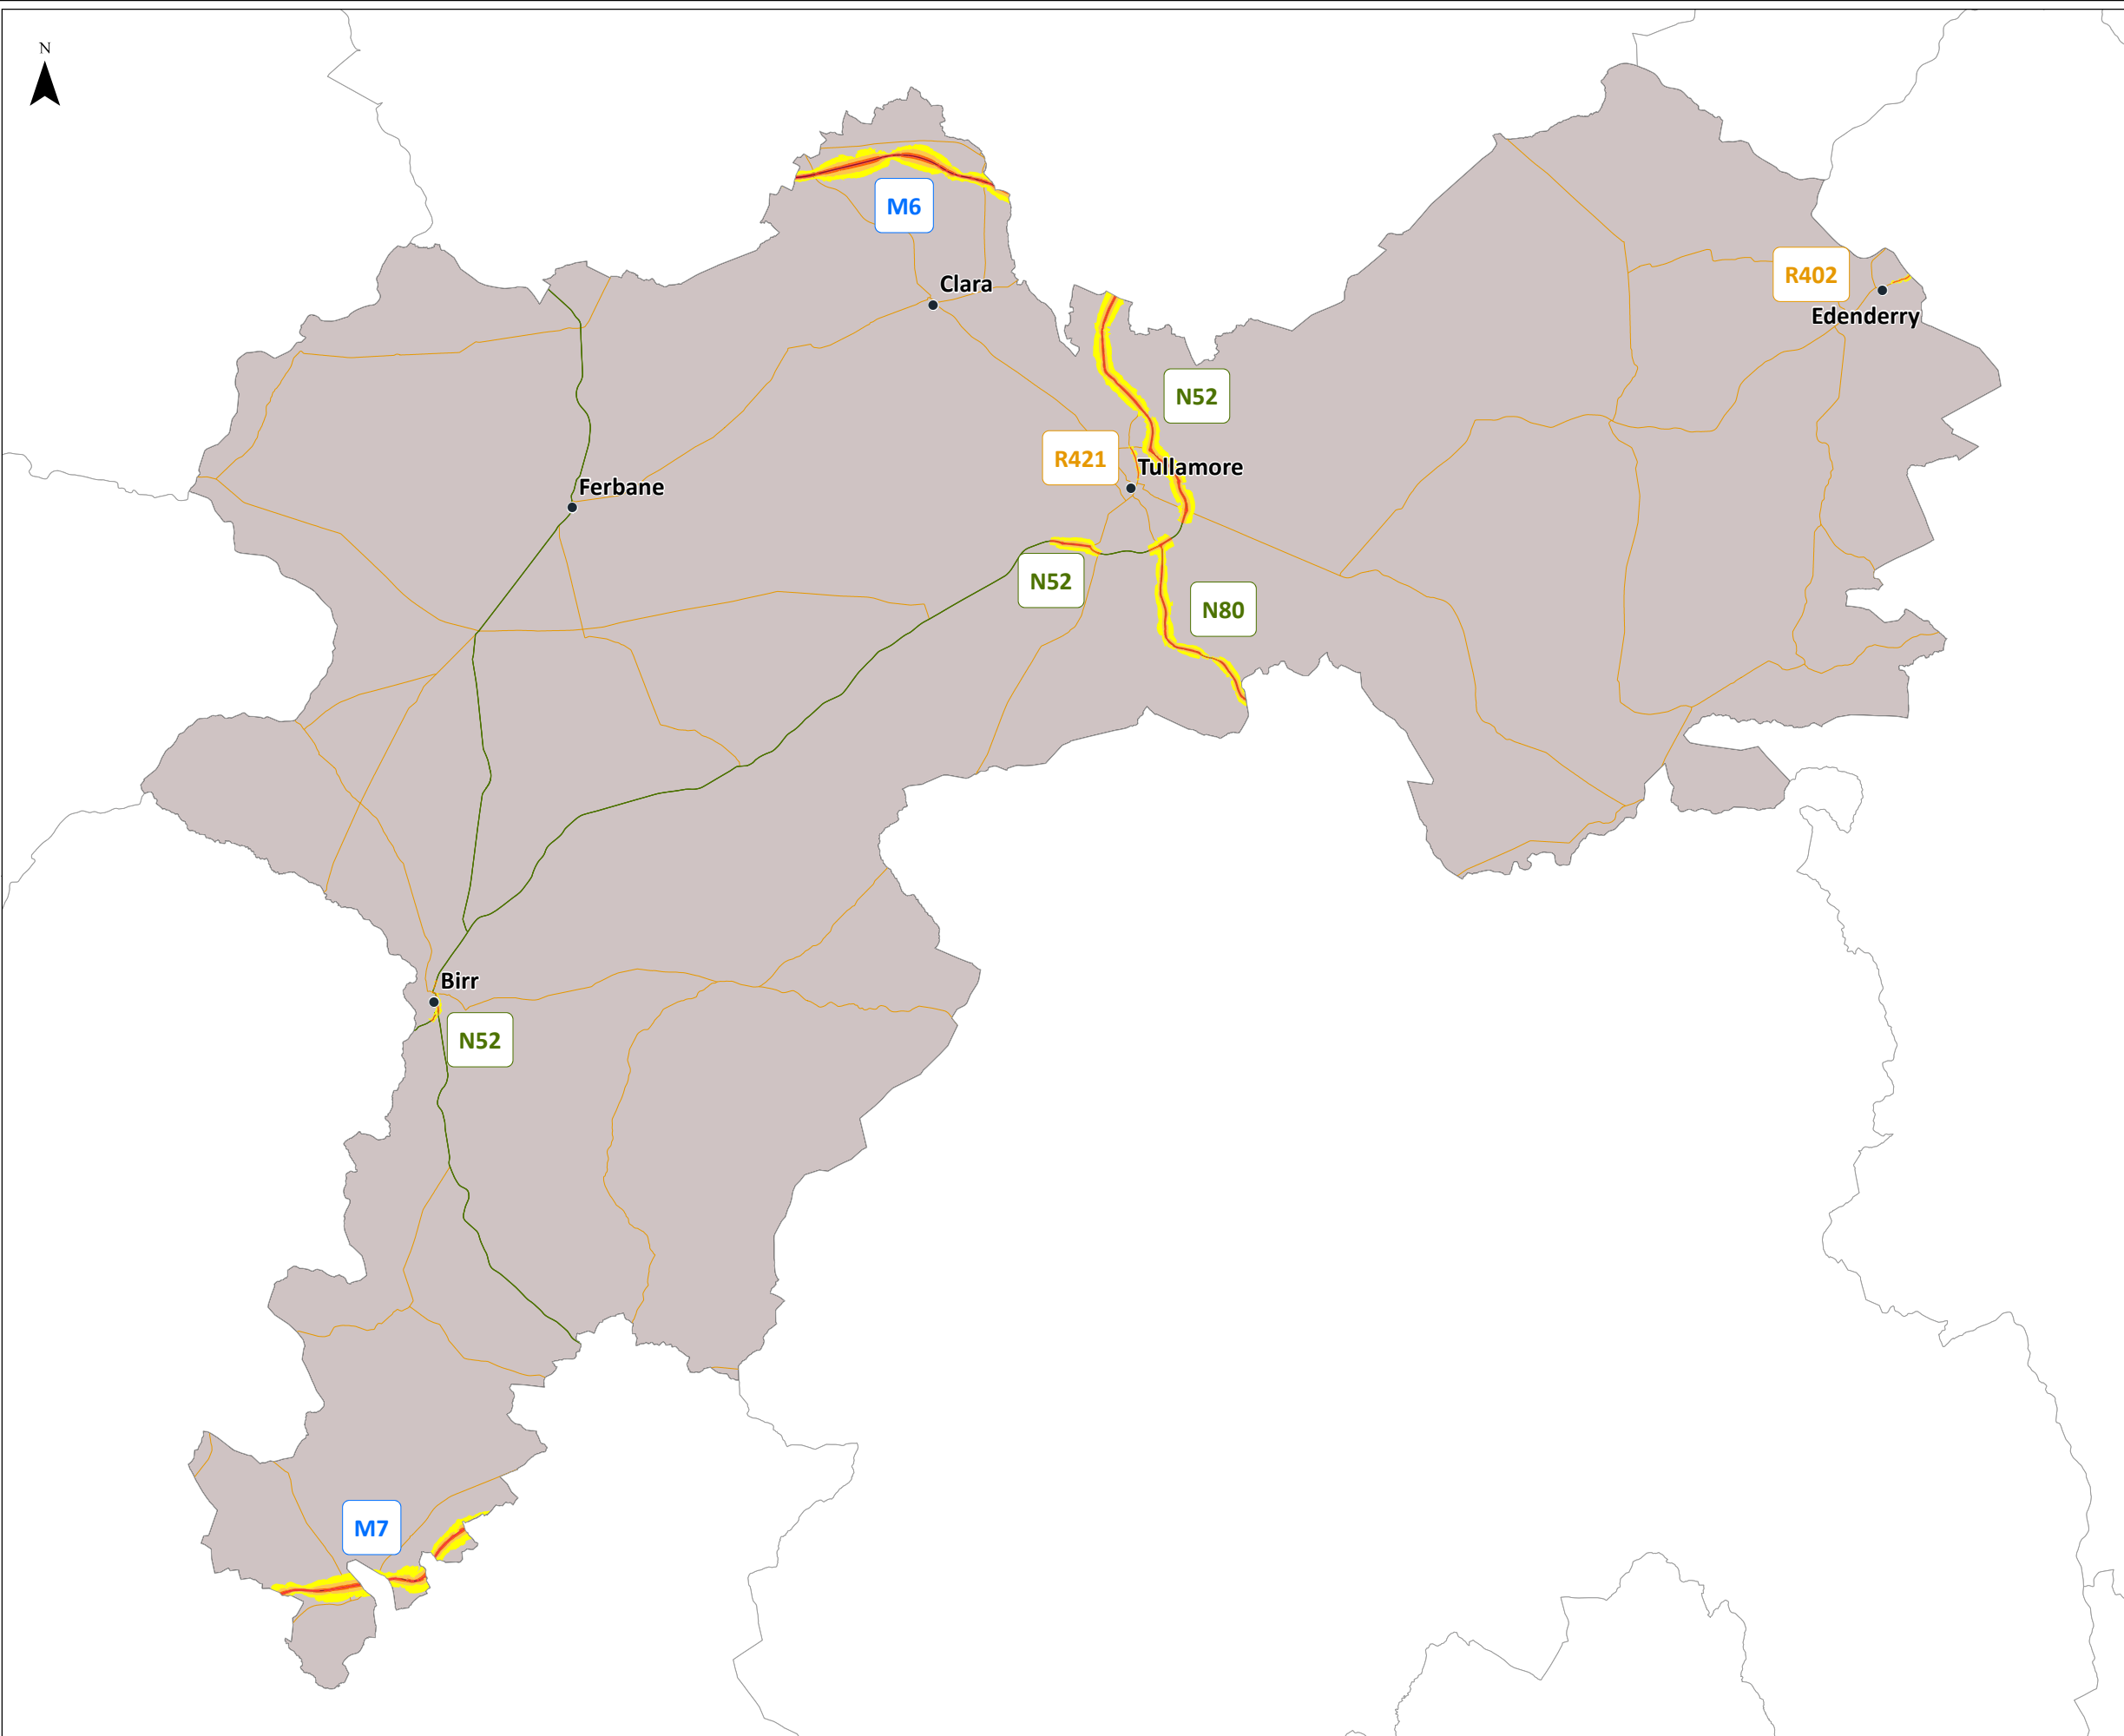 N
M6
Clara
R402
Edenderry
N52
R421
Tullamore
Ferbane
N52
N80
Birr
N52
M7